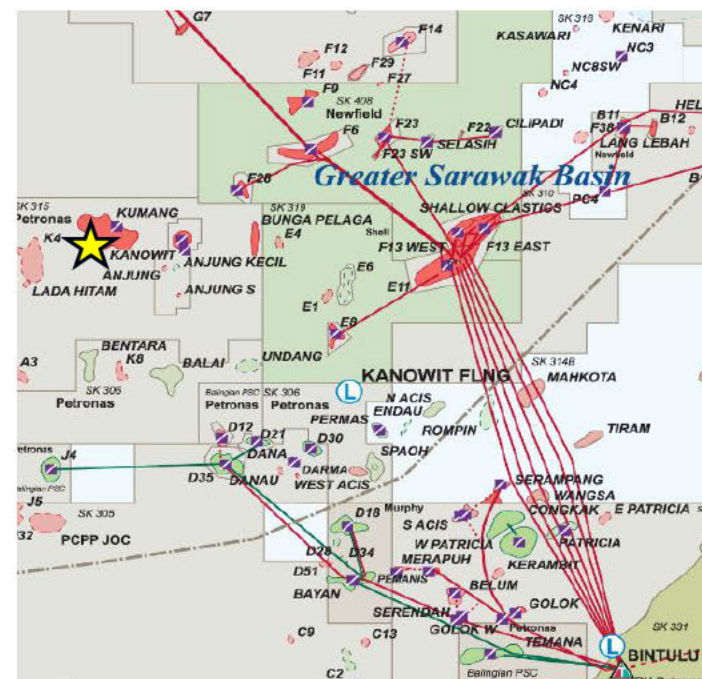 G7
F14
SK 316
KENARI
KASAWARI
F12
NC3
F11
F29
NC8SW
F27
NC4
F9
SK 408
Newfield
B11
HEL
F6
F23
F22
CILIPADI
F38
B12
F23 SW
SELASIH
LANG LEBAH
Newfield
Greater Sarawak Basin
F28
SK 310
PC4
SK 315
SK 319
SHALLOW CLASTICS
Petronas
KUMANG
BUNGA PELAGA
Shell
K4
E4
F13 WEST
F13 EAST
KANOWIT
ANJUNG
ANJUNG KECIL
E6
LADA HITAM
ANJUNG S
E11
E1
E8
BENTARA
UNDANG
SK 314B
A3
K8
BALAI
MAHKOTA
KANOWIT FLNG
SK 306
Balingian PSC
SK 306
N ACIS
Petronas
Petronas
Petronas
PERMAS
ENDAU
ROMPIN
TIRAM
D12
D21
D30
J4
DANA
SPAOH
DARMA
D35
DANAU
WEST ACIS
SERAMPANG
Balingian PSC
J5
SK 305
D18
Murphy
WANGSA
S ACIS
CONGKAK
E PATRICIA
PCPP JOC
W PATRICIA
PATRICIA
D28
D34
MERAPUH
KERAMBIT
D51
PEMANIS
BELUM
BAYAN
SERENDAH
GOLOK
GOLOK W
Petronas
SK 331
C9
C13
TEMANA
BINTULU
C2
Balingian PSC